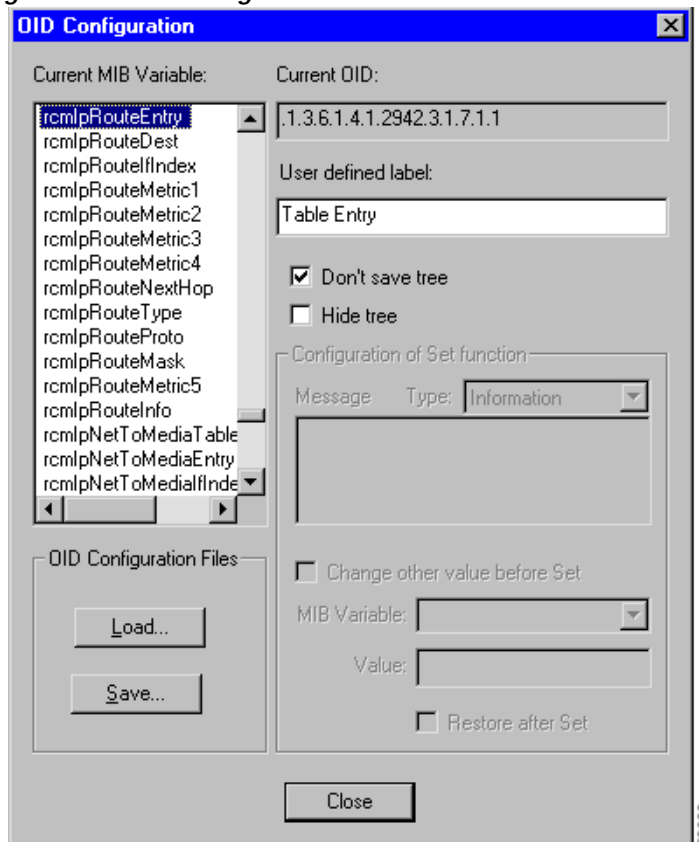 OID Configuration
Current MIB Variable:
rcmIpRouteEntry
rcmIpRouteDest
rcmIpRouteIfIndex
rcmIpRouteMetric1
rcmIpRouteMetric2
rcmIpRouteMetric3
rcmIpRouteMetric4
rcmIpRouteNextHop
rcmIpRouteType
rcmIpRouteProto
rcmIpRouteMask
rcmIpRouteMetric5
rcmIpRouteInfo
rcmIpNetToMediaTable
rcmIpNetToMediaEntry
rcmIpNetToMediaIfInde
Current OID:
.1.3.6.1.4.1.2942.3.1.7.1.1
User defined label:
Table Entry
Don't save tree
Hide tree
Configuration of Set function
Message Type: Information
Change other value before Set
MIB Variable:
Value:
Restore after Set
OID Configuration Files
Load...
Save...
Close